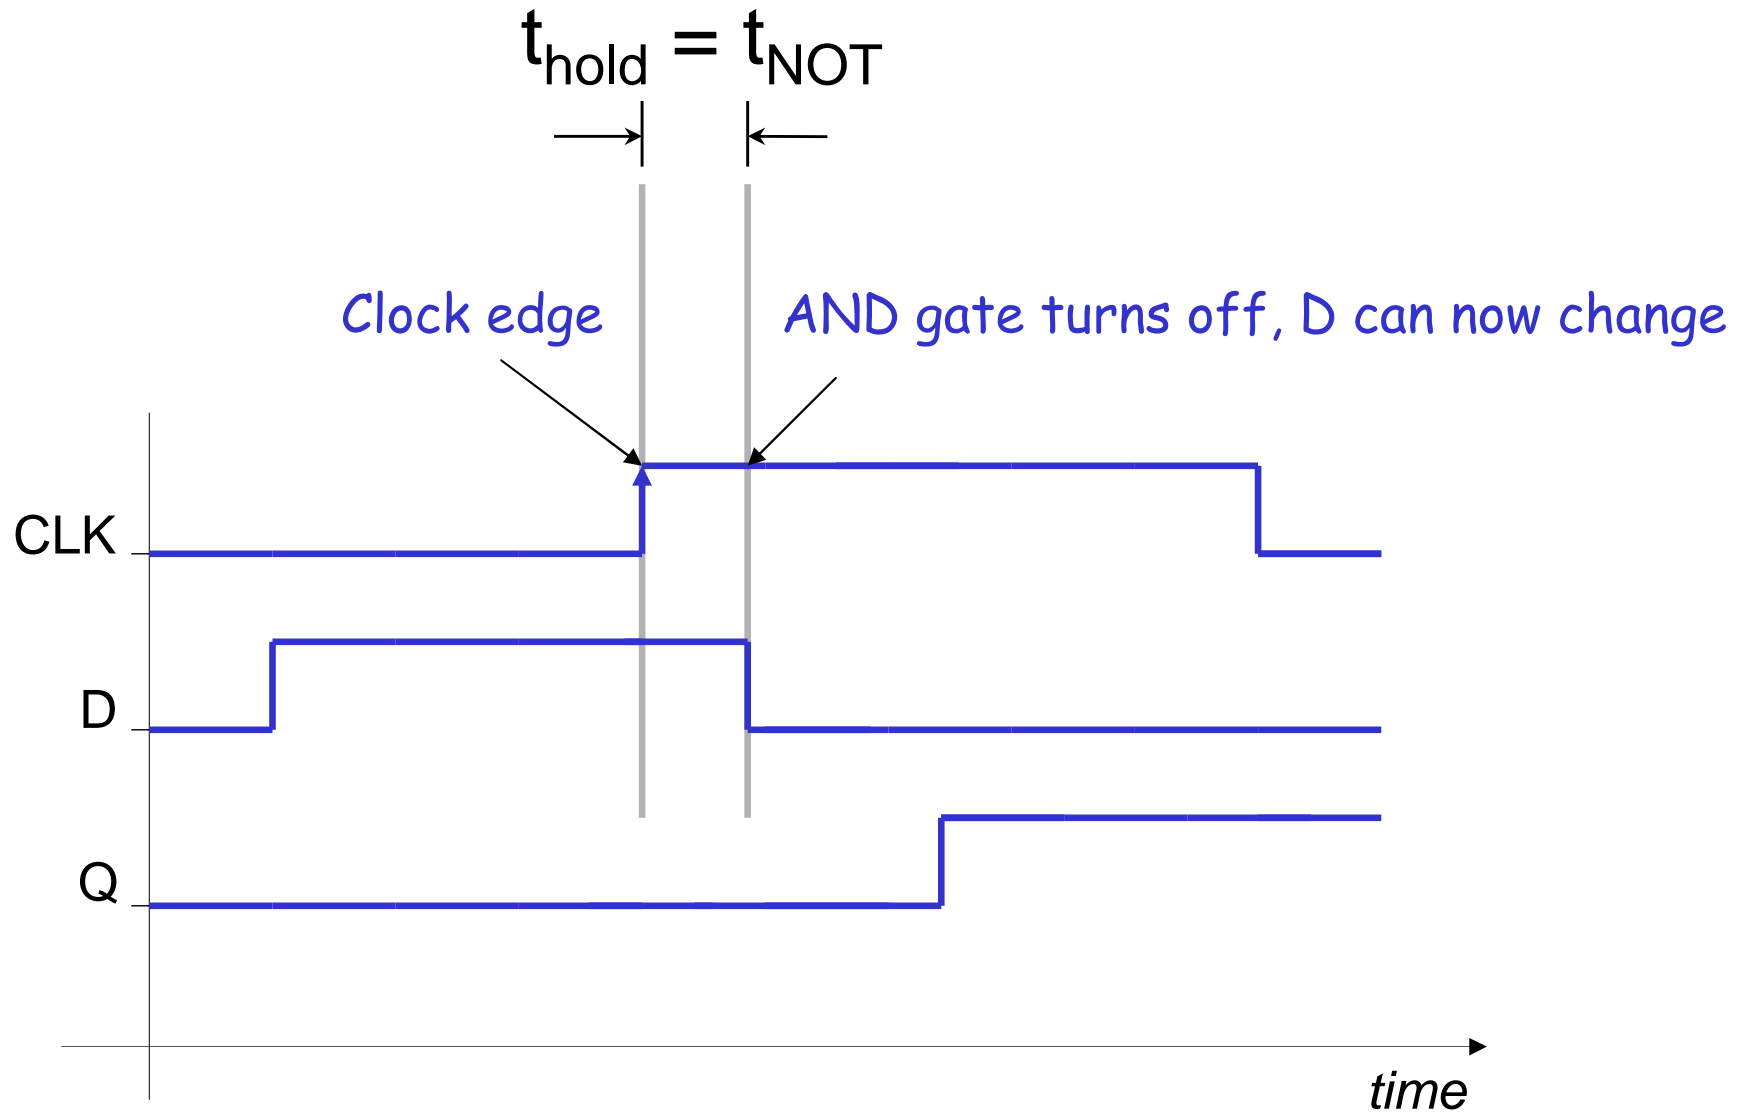 thold = tNOT
Clock edge
AND gate turns off, D can now change
CLK
D
Q
time